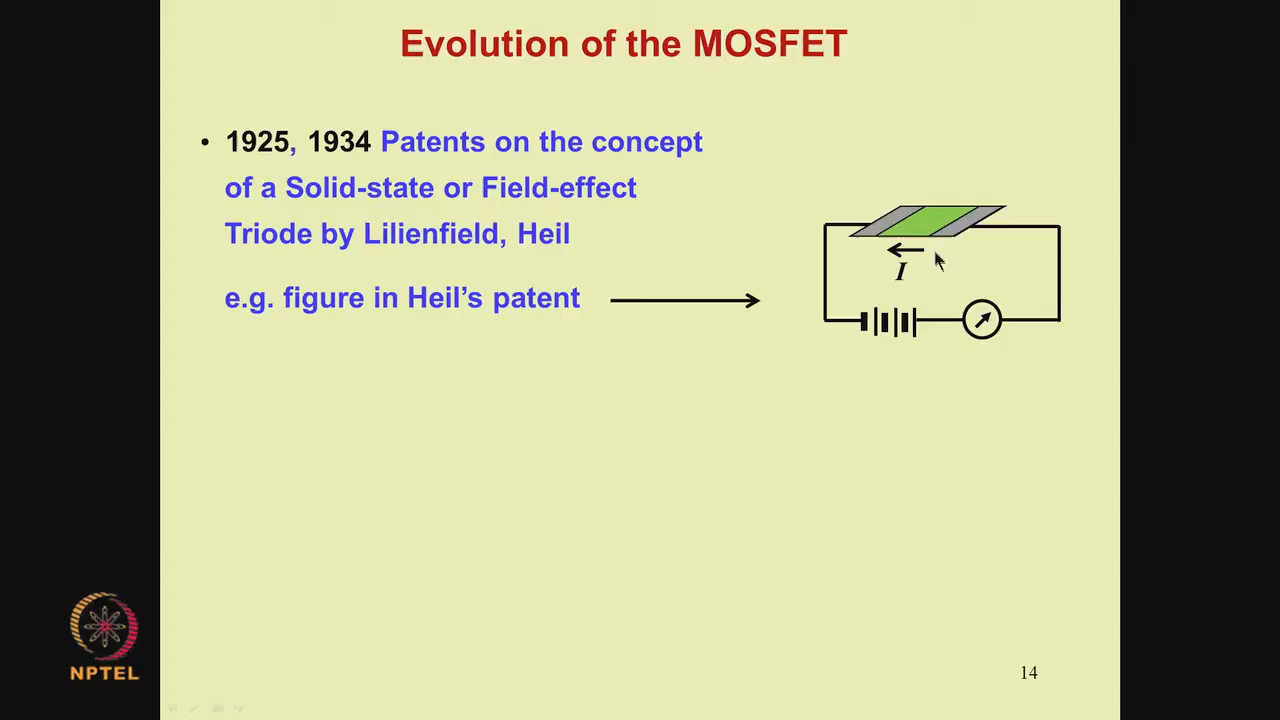 Evolution of the MOSFET
• 1925, 1934 Patents on the concept
of a Solid-state or Field-effect
Triode by Lilienfield, Heil
e.g. figure in Heil’s patent
I
NPTEL
14